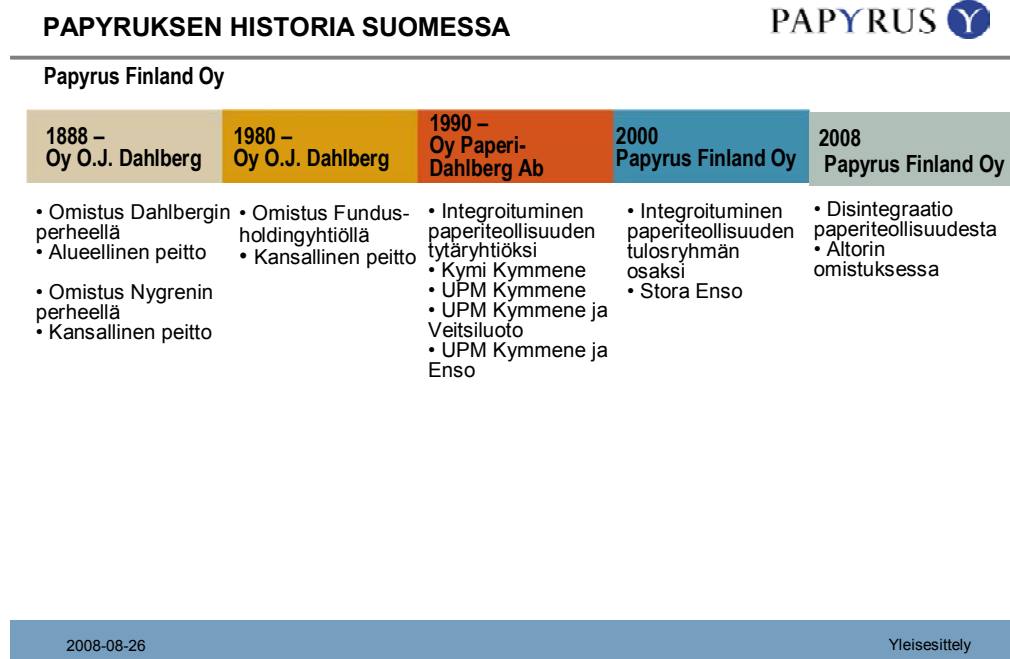 PAPYRUKSEN HISTORIA SUOMESSA
PAPYRUS Y
Papyrus Finland Oy
1888 –
Oy O.J. Dahlberg
1980 –
Oy O.J. Dahlberg
1990 –
Oy Paperi-
Dahlberg Ab
2000
Papyrus Finland Oy
2008
Papyrus Finland Oy
• Omistus Dahlbergin
perheellä
• Alueellinen peitto
• Omistus Nygrenin
perheellä
• Kansallinen peitto
• Omistus Fundus-
holdingyhtiöllä
• Kansallinen peitto
• Integroituminen
paperiteollisuuden
tytäryhtiöksi
• Kymi Kymmene
• UPM Kymmene
• UPM Kymmene ja
Veitsiluoto
• UPM Kymmene ja
Enso
• Integroituminen
paperiteollisuuden
tulosryhmän
osaksi
• Stora Enso
• Disintegraatio
paperiteollisuudesta
• Altorin
omistuksessa
2008-08-26
Yleisesittely